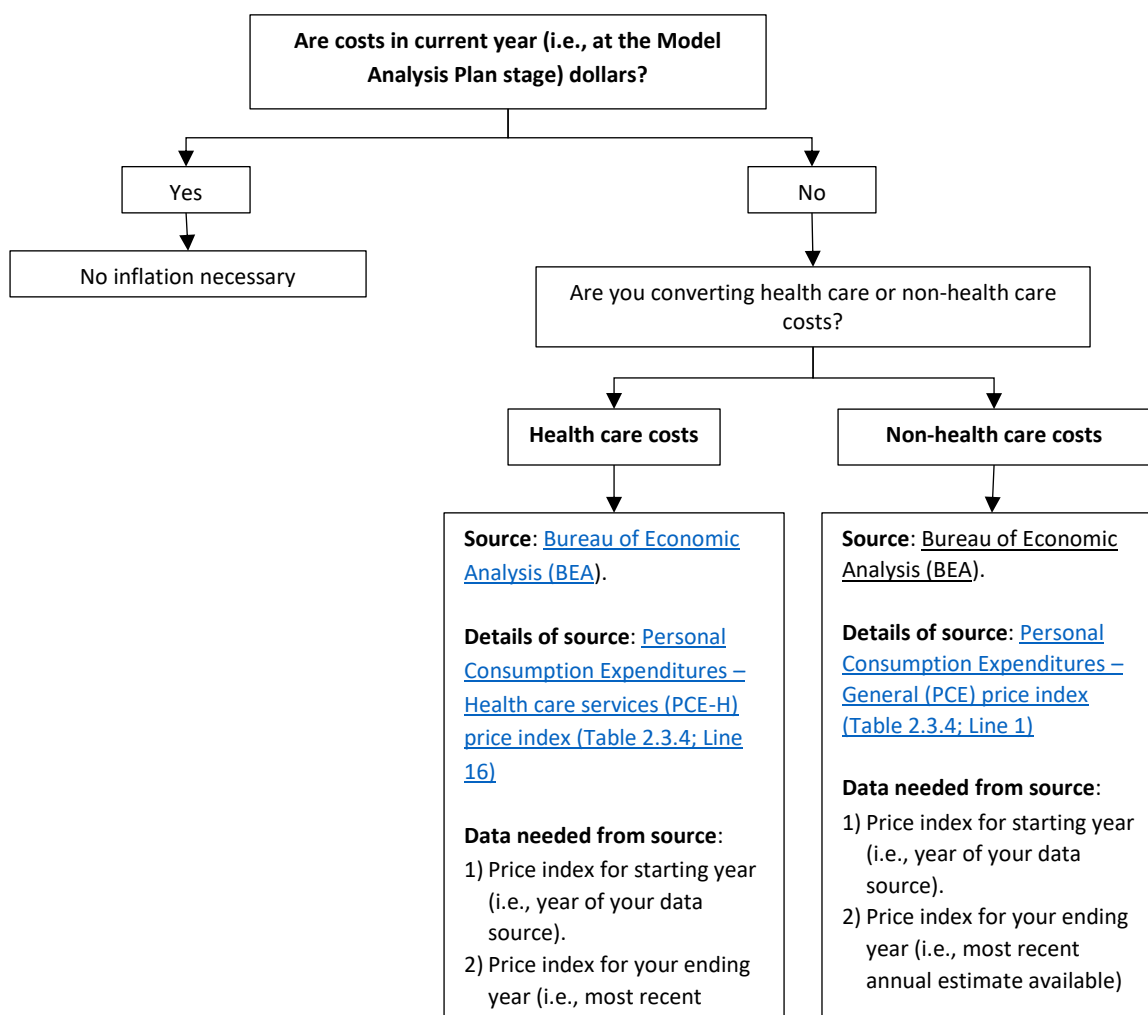 Are costs in current year (i.e., at the Model
Analysis Plan stage) dollars?
Yes
No
No inflation necessary
Are you converting health care or non-health care
costs?
Health care costs
Non-health care costs
Source: Bureau of Economic
Analysis (BEA).
Details of source: Personal
Consumption Expenditures –
Health care services (PCE-H)
price index (Table 2.3.4; Line
16)
Data needed from source:
1) Price index for starting year
(i.e., year of your data
source).
2) Price index for your ending
year (i.e., most recent
Source: Bureau of Economic
Analysis (BEA).
Details of source: Personal
Consumption Expenditures –
General (PCE) price index
(Table 2.3.4; Line 1)
Data needed from source:
1) Price index for starting year
(i.e., year of your data
source).
2) Price index for your ending
year (i.e., most recent
annual estimate available)